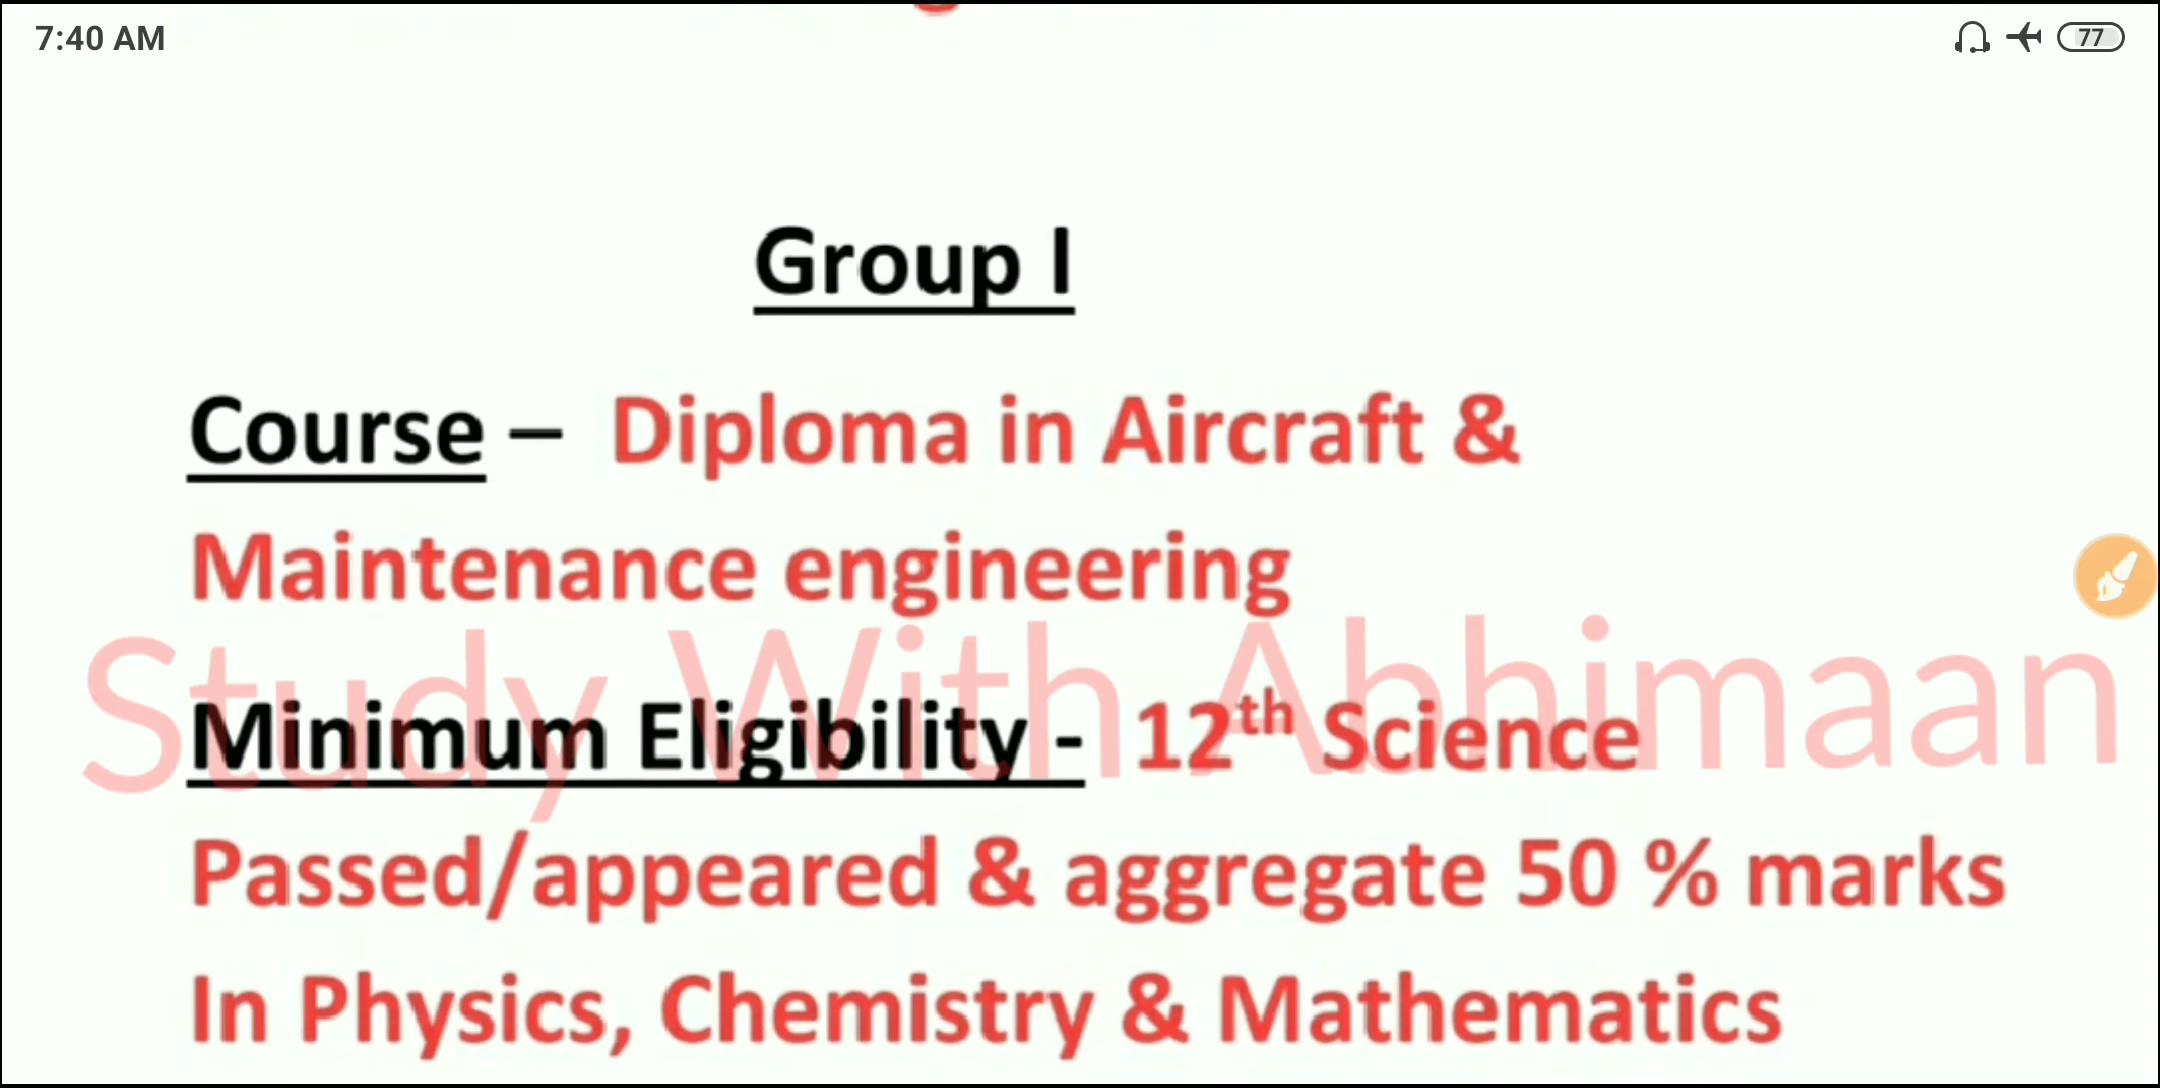 7:40 AM
77
Group I
Course – Diploma in Aircraft &
Maintenance engineering
Study With Abhimaan
Minimum Eligibility - 12th Science
Passed/appeared & aggregate 50 % marks
In Physics, Chemistry & Mathematics